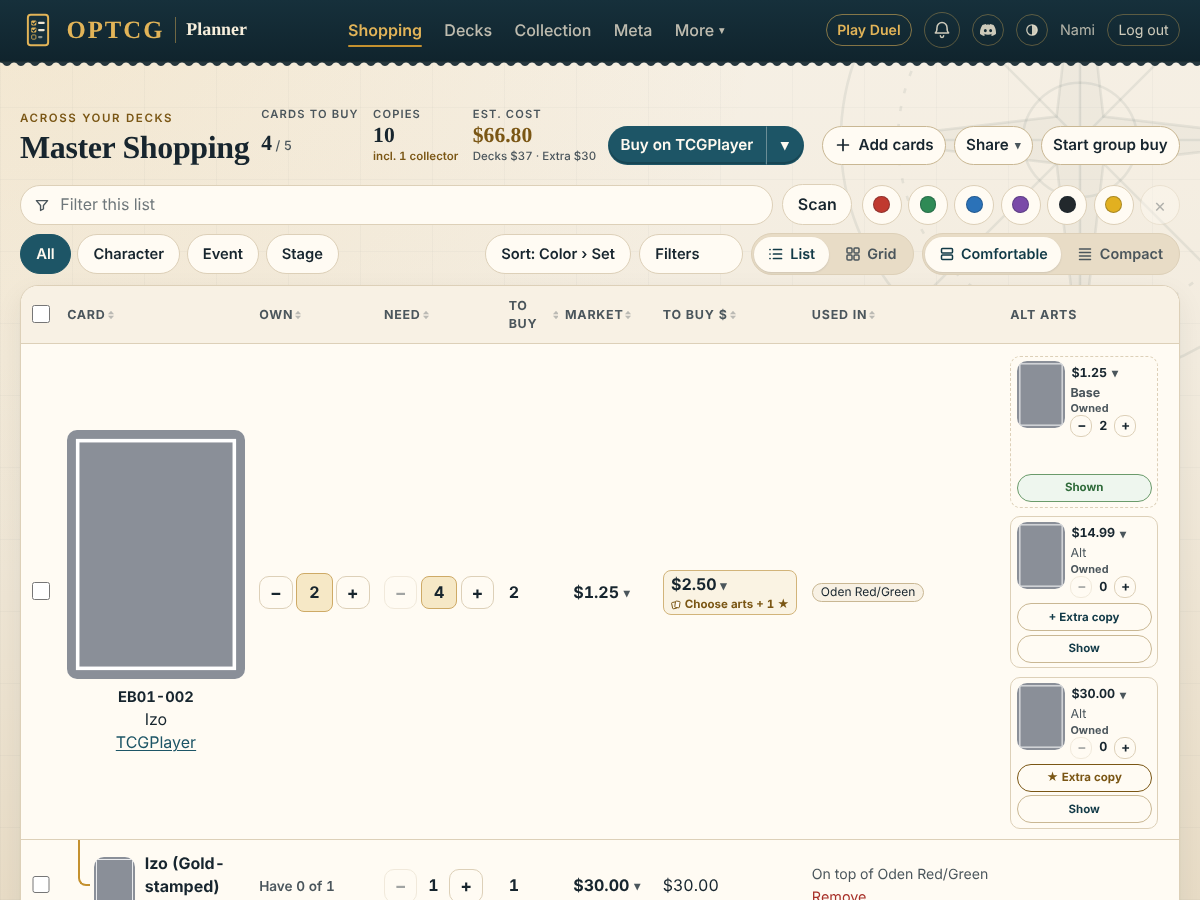 OPTCG Planner
Shopping Decks Collection Meta More ▾
Play Duel Nami Log out
ACROSS YOUR DECKS
Master Shopping
CARDS TO BUY
4 / 5
COPIES
10
incl. 1 collector
EST. COST
$66.80
Decks $37 · Extra $30
Buy on TCGPlayer ▼
+ Add cards
Share ▾
Start group buy
Filter this list
Scan
×
All Character Event Stage
Sort: Color › Set
Filters
List Grid
Comfortable Compact
CARD OWN NEED TO BUY MARKET TO BUY $ USED IN ALT ARTS
EB01-002
Izo
TCGPlayer
− 2 +
− 4 +
2
$1.25 ▾
$2.50 ▾
Choose arts + 1 ★
Oden Red/Green
$1.25 ▾
Base
Owned
− 2 +
Shown
$14.99 ▾
Alt
Owned
− 0 +
+ Extra copy
Show
$30.00 ▾
Alt
Owned
− 0 +
★ Extra copy
Show
Izo (Gold-
stamped)
Have 0 of 1
− 1 +
1
$30.00 ▾
$30.00
On top of Oden Red/Green
Remove